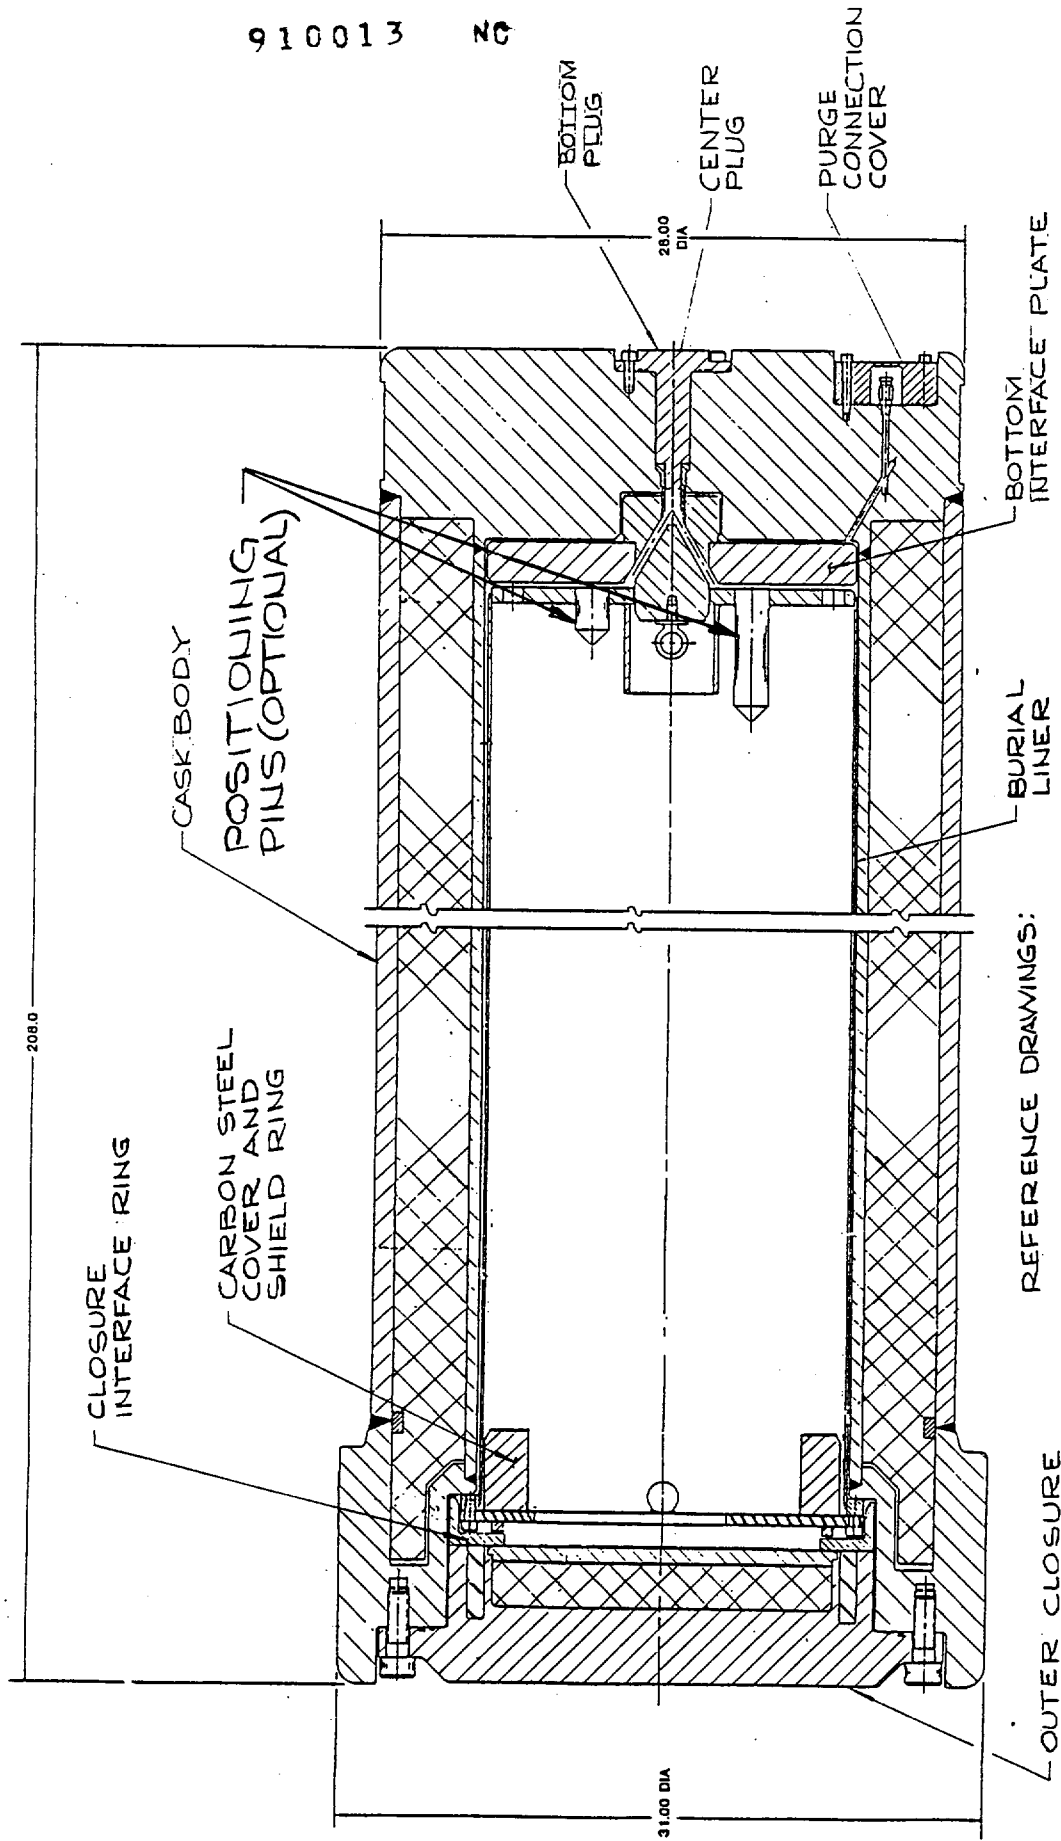 910013 NC
BOTTOM
PLUG
CENTER
PLUG
PURGE
CONNECTION
COVER
28.00
DIA
BOTTOM
INTERFACE PLATE
208.0
CASK BODY
POSITIONING
PINS (OPTIONAL)
BURIAL
LINER
CLOSURE
INTERFACE RING
CARBON STEEL
COVER AND
SHIELD RING
REFERENCE DRAWINGS:
31.00 DIA
OUTER CLOSURE